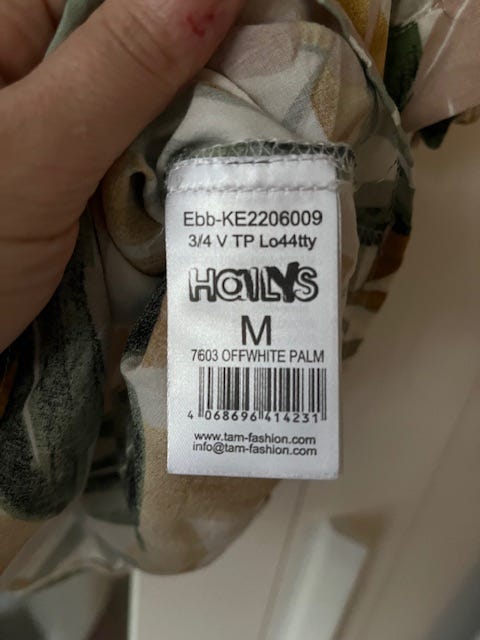 Ebb-KE2206009
3/4 V TP Lo44tty
HaILYS
M
7603 OFFWHITE PALM
4 068696 414231
www.tam-fashion.com
info@tam-fashion.com